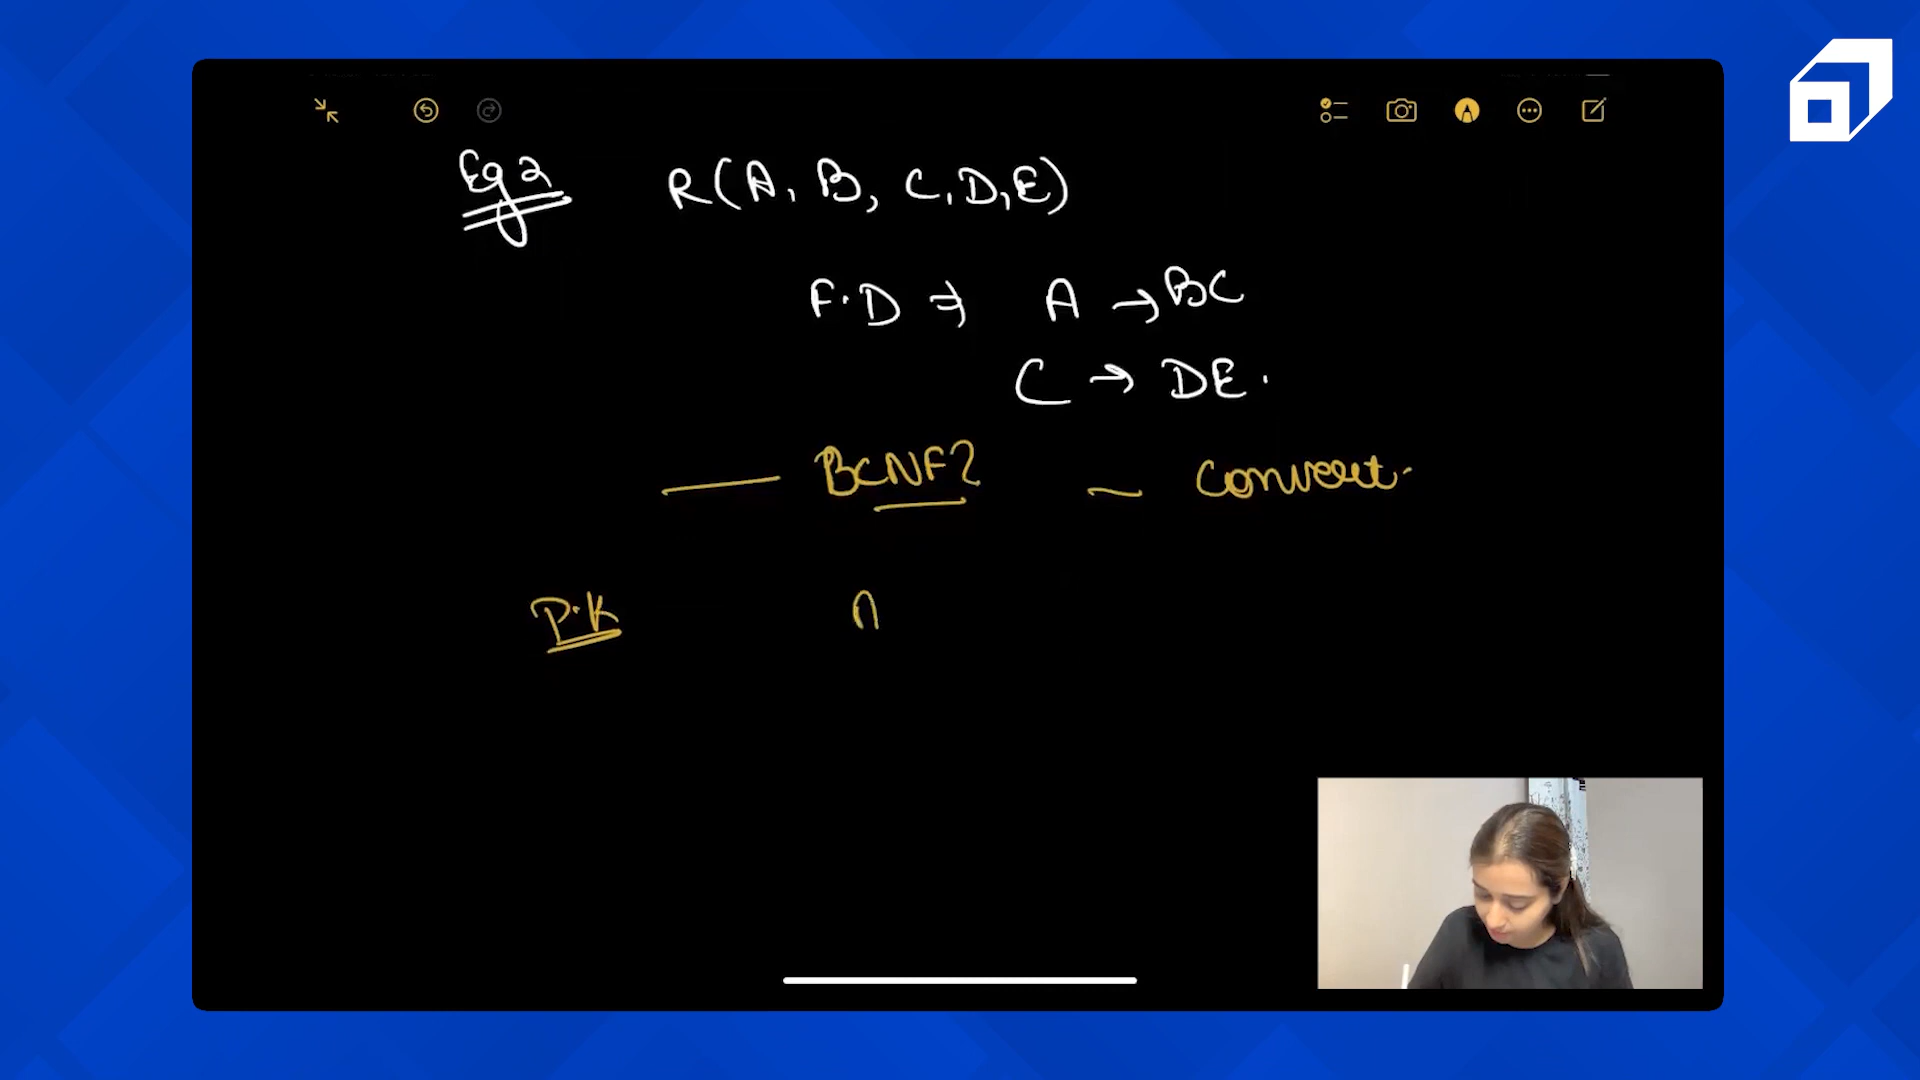 Eg 2 R(A, B, C, D, E)
F.D ⇒ A → BC
C → DE.
— BCNF? – Convert.
P.K